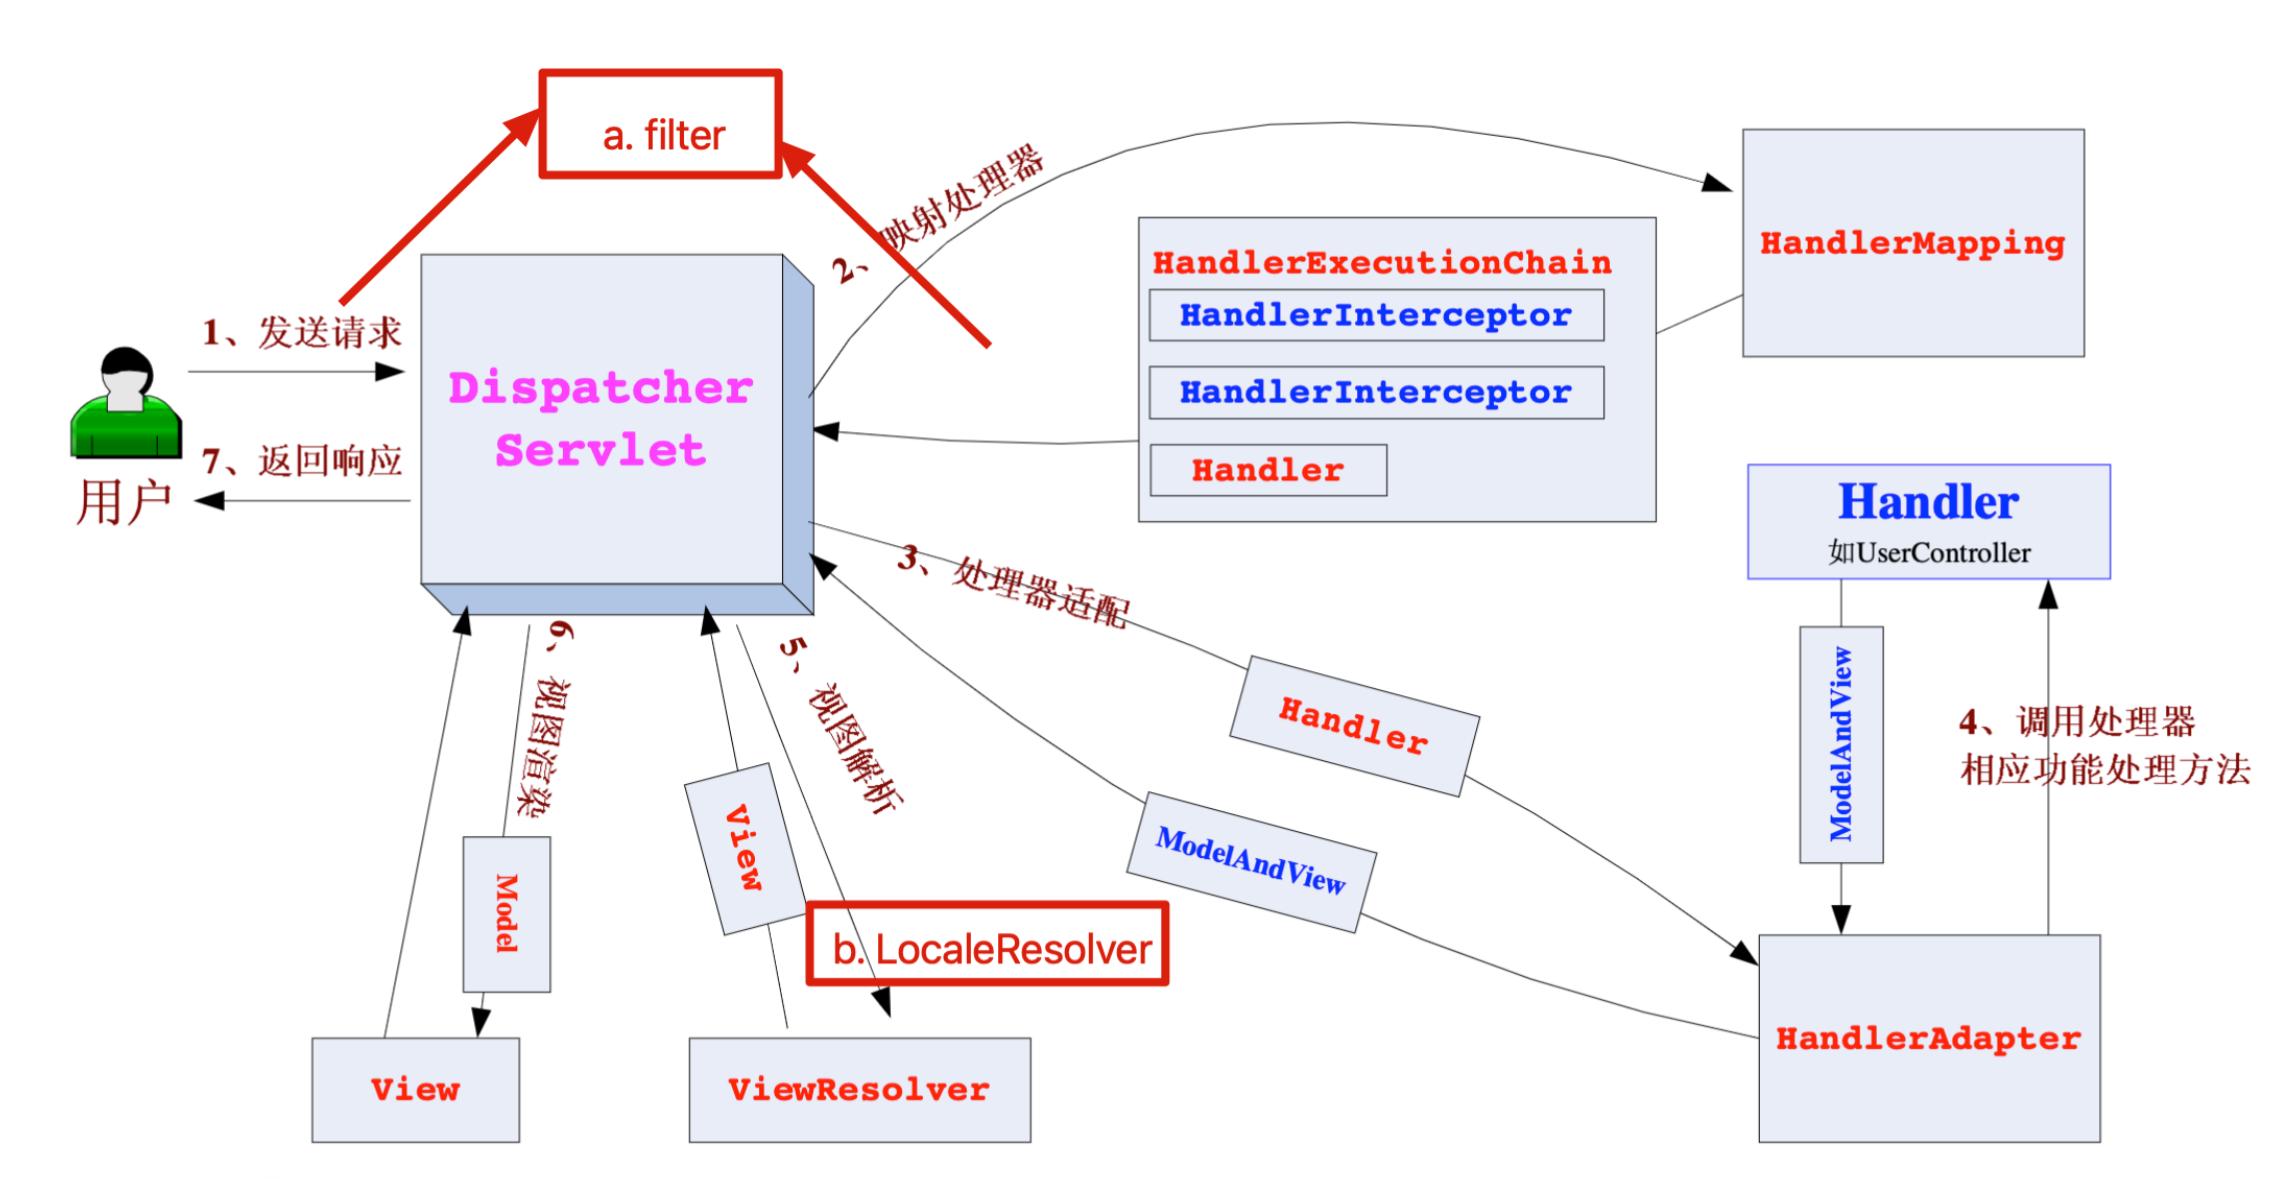 a. filter
2、映射处理器
HandlerMapping
HandlerExecutionChain
HandlerInterceptor
HandlerInterceptor
Handler
1、发送请求
Dispatcher
Servlet
7、返回响应
用户
Handler
如UserController
3、处理器适配
Handler
ModelAndView
ModelAndView
4、调用处理器
相应功能处理方法
6、视图渲染
5、视图解析
Model
View
b. LocaleResolver
View
ViewResolver
HandlerAdapter